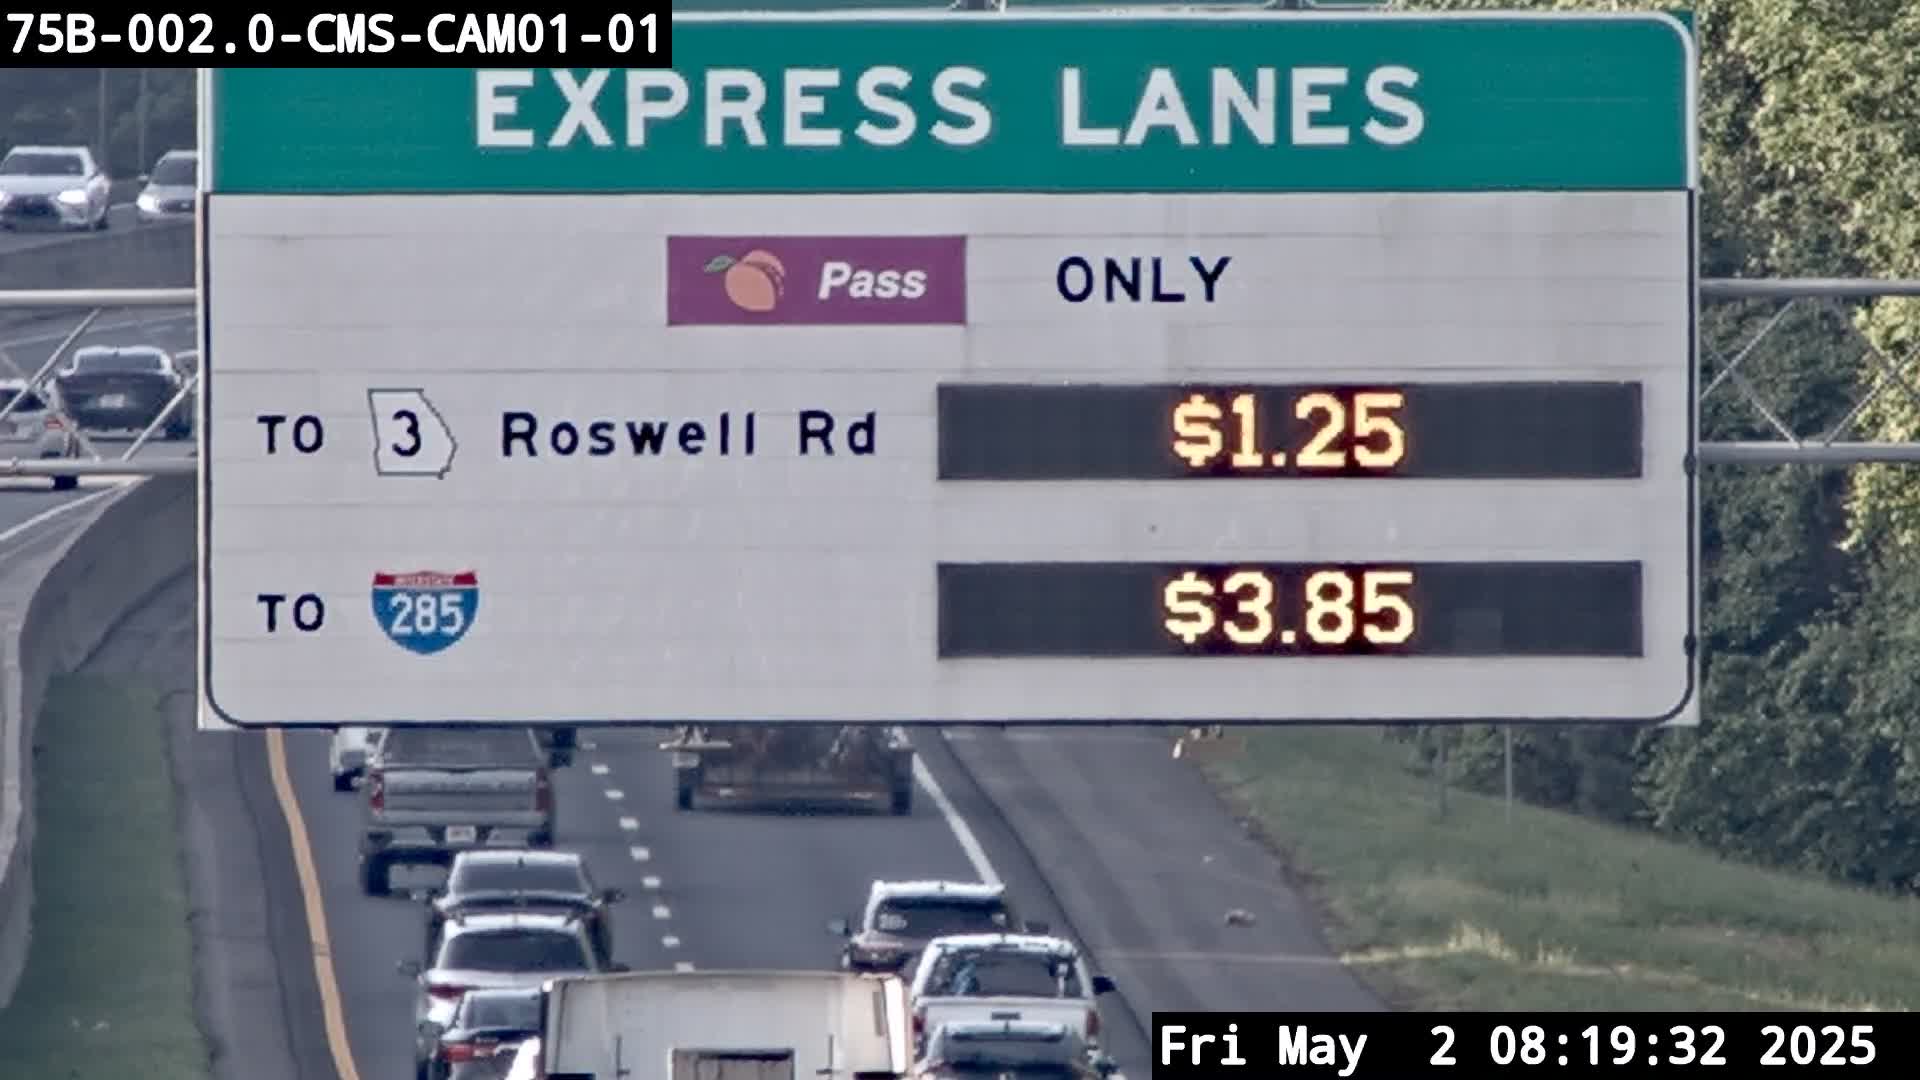 75B-002.0-CMS-CAM01-01
EXPRESS LANES
Pass ONLY
TO 3 Roswell Rd $1.25
TO INTERSTATE 285 $3.85
Fri May 2 08:19:32 2025